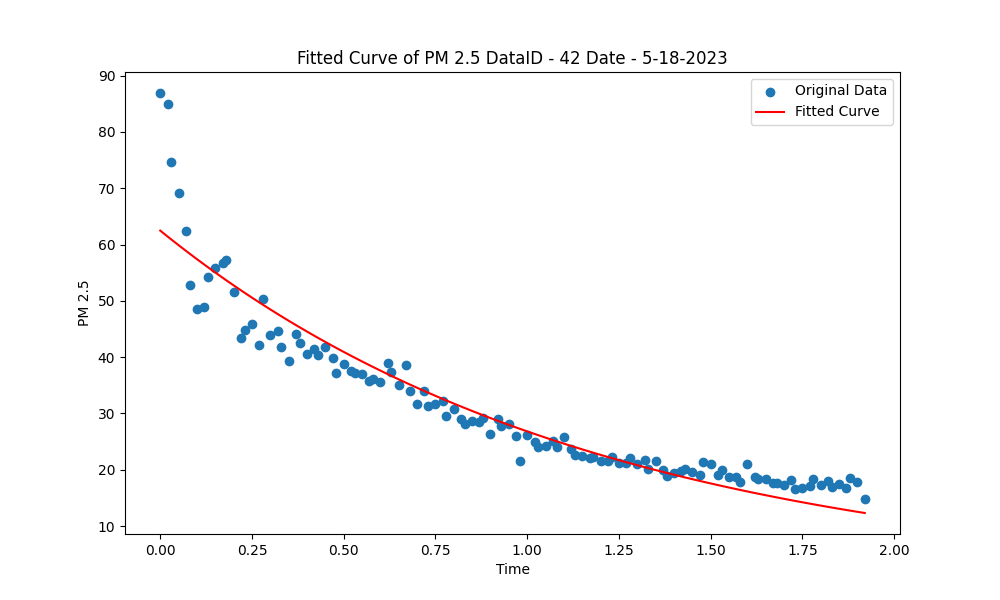 Fitted Curve of PM 2.5 DataID - 42 Date - 5-18-2023
Original Data
Fitted Curve
PM 2.5
90
80
70
60
50
40
30
20
10
0.00 0.25 0.50 0.75 1.00 1.25 1.50 1.75 2.00
Time